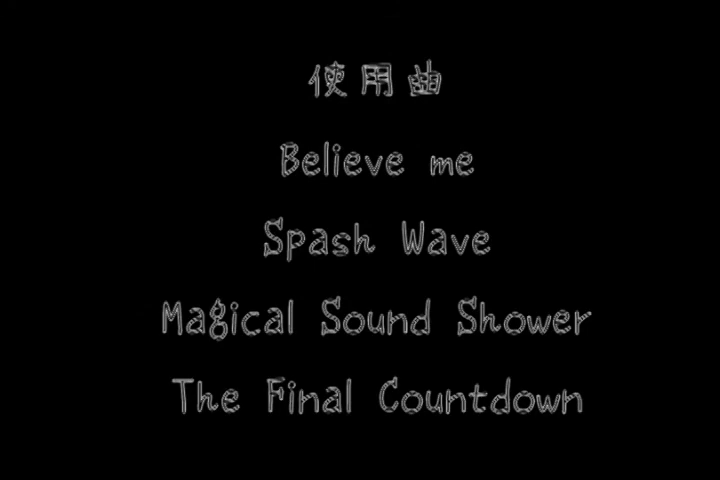 使用曲
Believe me
Spash Wave
Magical Sound Shower
The Final Countdown